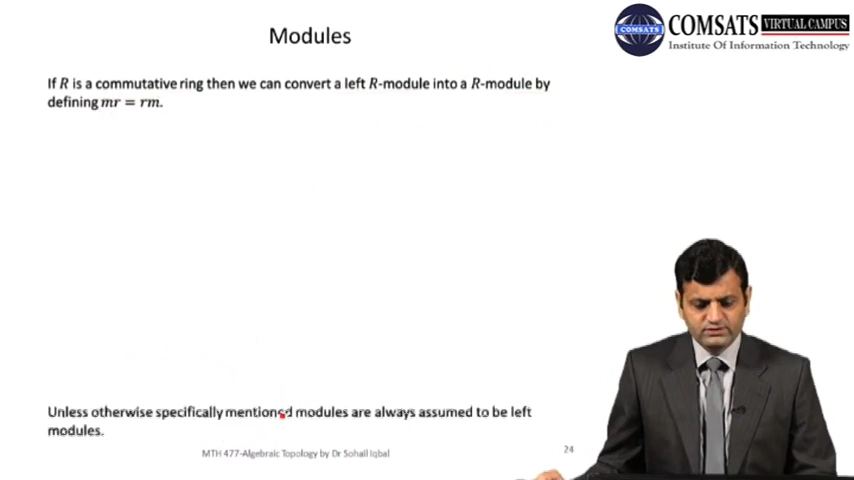 Modules
COMSATS VIRTUAL CAMPUS
COMSATS
Institute Of Information Technology
If R is a commutative ring then we can convert a left R-module into a R-module by
defining mr = rm.
Unless otherwise specifically mentioned modules are always assumed to be left
modules.
MTH 477-Algebraic Topology by Dr Sohail Iqbal
24